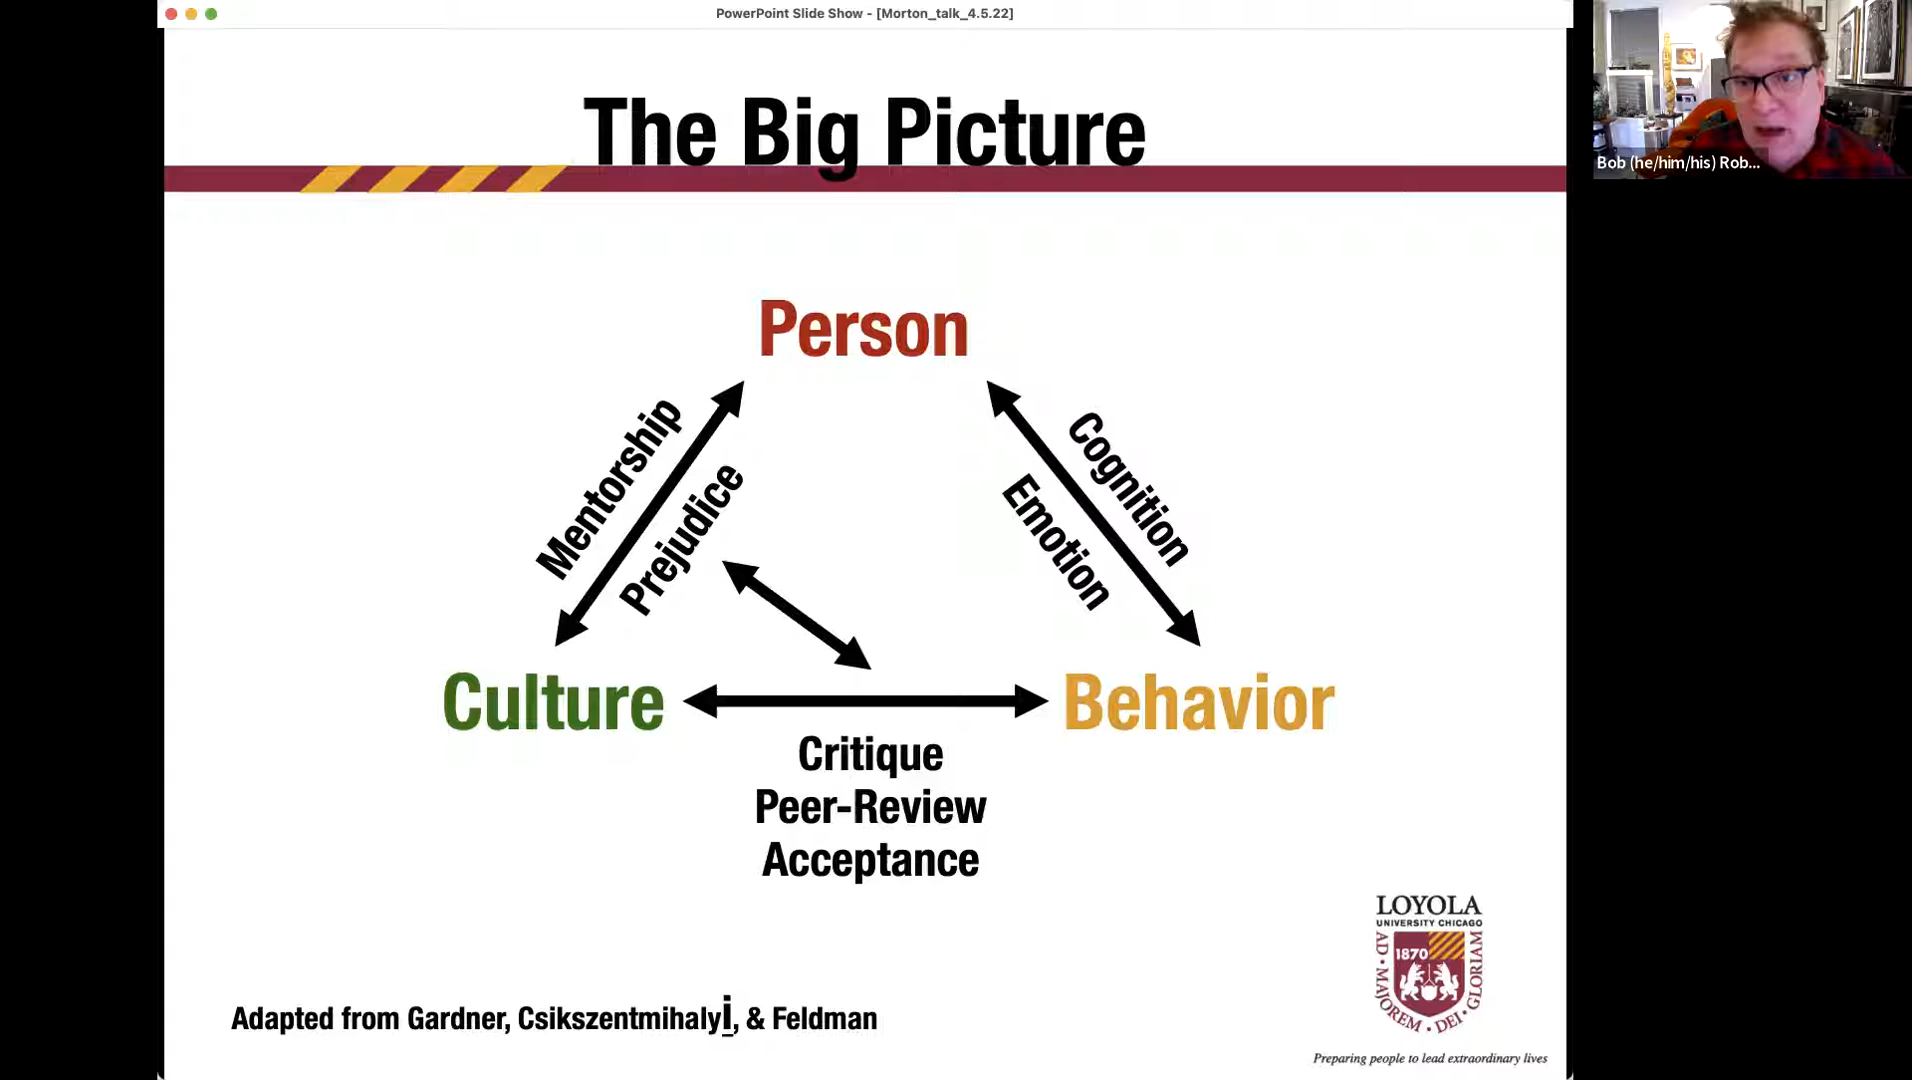 PowerPoint Slide Show - [Morton_talk_4.5.22]
The Big Picture
Bob (he/him/his) Rob...
Person
Mentorship
Prejudice
Cognition
Emotion
Culture
Behavior
Critique
Peer-Review
Acceptance
LOYOLA
UNIVERSITY CHICAGO
1870
AD • MAJOREM • DEI • GLORIAM
Adapted from Gardner, Csikszentmihalyi, & Feldman
Preparing people to lead extraordinary lives